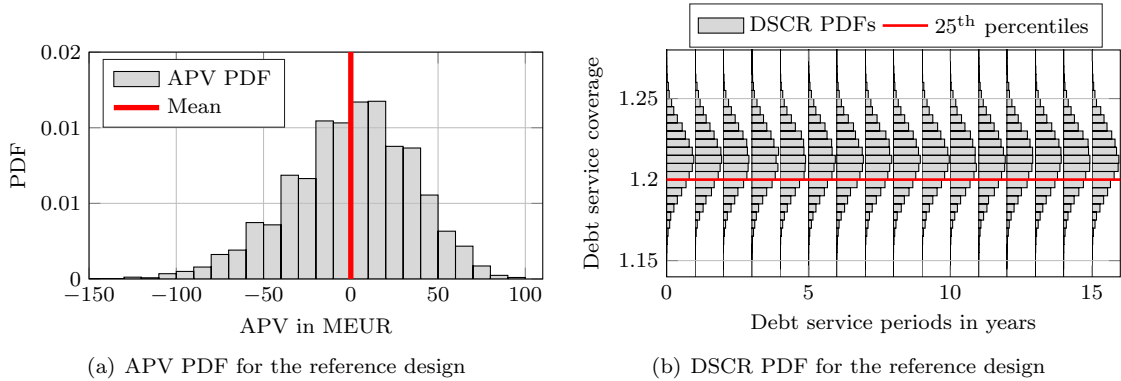 APV PDF
Mean
0.02
0.01
0.01
0
PDF
−150 −100 −50 0 50 100
APV in MEUR
(a) APV PDF for the reference design
DSCR PDFs 25th percentiles
1.25
1.2
1.15
Debt service coverage
0 5 10 15
Debt service periods in years
(b) DSCR PDF for the reference design